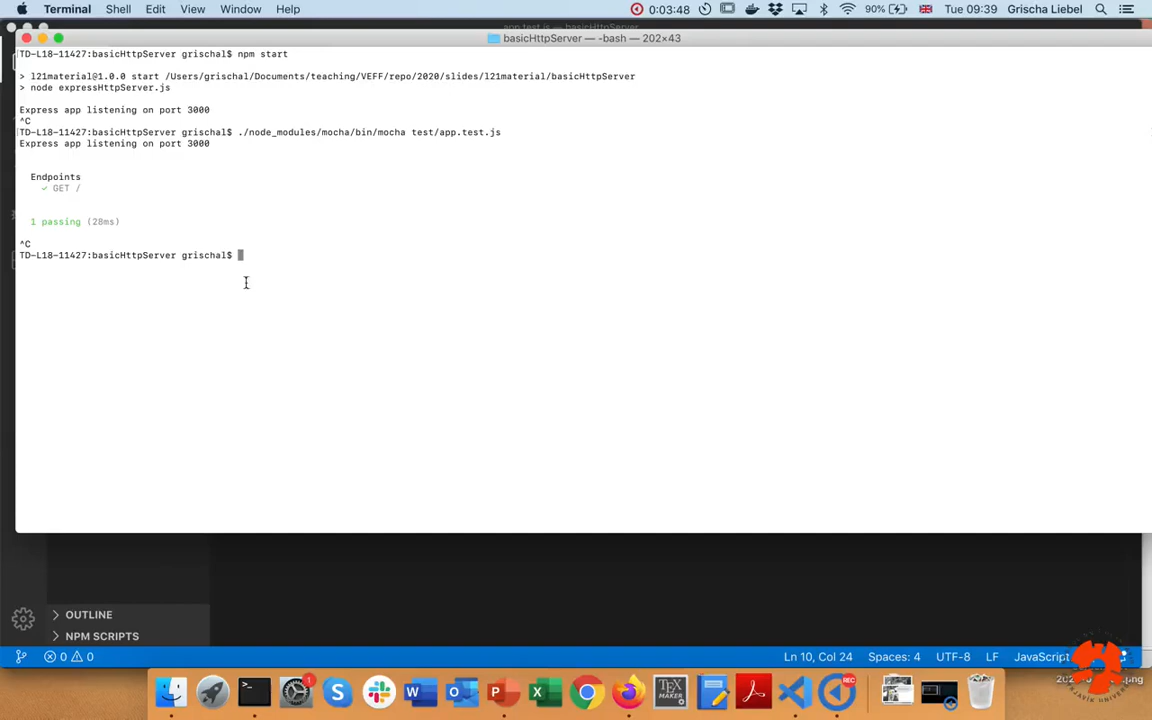 Terminal Shell Edit View Window Help 0:03:48 90% Tue 09:39 Grischa Liebel
basicHttpServer — -bash — 202×43
TD-L18-11427:basicHttpServer grischal$ npm start
> l21material@1.0.0 start /Users/grischal/Documents/teaching/VEFF/repo/2020/slides/l21material/basicHttpServer
> node expressHttpServer.js
Express app listening on port 3000
^C
TD-L18-11427:basicHttpServer grischal$ ./node_modules/mocha/bin/mocha test/app.test.js
Express app listening on port 3000
Endpoints
✓ GET /
1 passing (28ms)
^C
TD-L18-11427:basicHttpServer grischal$
OUTLINE
NPM SCRIPTS
0 0 Ln 10, Col 24 Spaces: 4 UTF-8 LF JavaScript